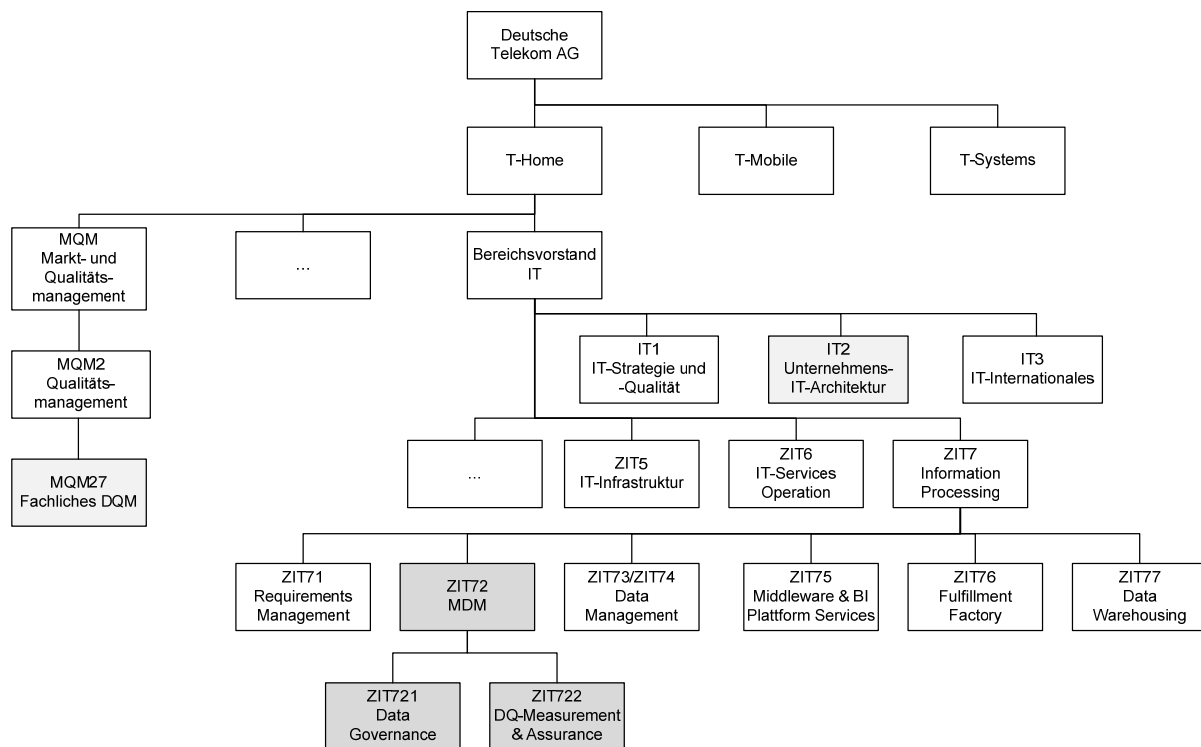 Deutsche
Telekom AG
T-Home
T-Mobile
T-Systems
MQM
Markt- und
Qualitäts-
management
...
Bereichsvorstand
IT
IT1
IT-Strategie und
-Qualität
IT2
Unternehmens-
IT-Architektur
IT3
IT-Internationales
MQM2
Qualitäts-
management
...
ZIT5
IT-Infrastruktur
ZIT6
IT-Services
Operation
ZIT7
Information
Processing
MQM27
Fachliches DQM
ZIT71
Requirements
Management
ZIT72
MDM
ZIT73/ZIT74
Data
Management
ZIT75
Middleware & BI
Plattform Services
ZIT76
Fulfillment
Factory
ZIT77
Data
Warehousing
ZIT721
Data
Governance
ZIT722
DQ-Measurement
& Assurance